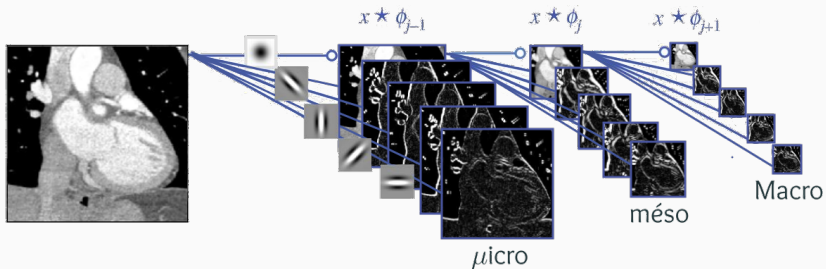 x ★ ϕ_{j−1}
x ★ ϕ_j
x ★ ϕ_{j+1}
Macro
méso
μicro